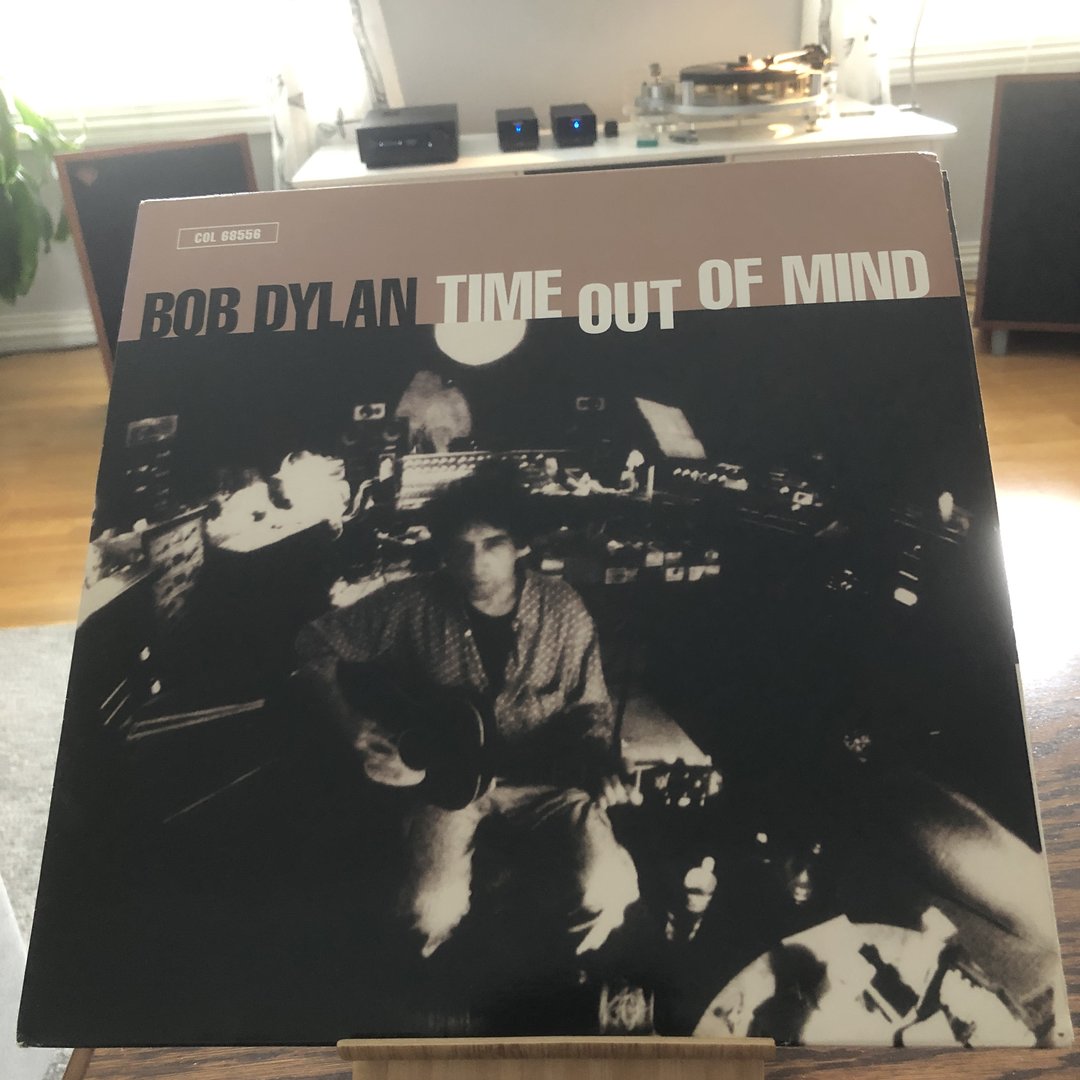 COL 68556
BOB DYLAN TIME OUT OF MIND